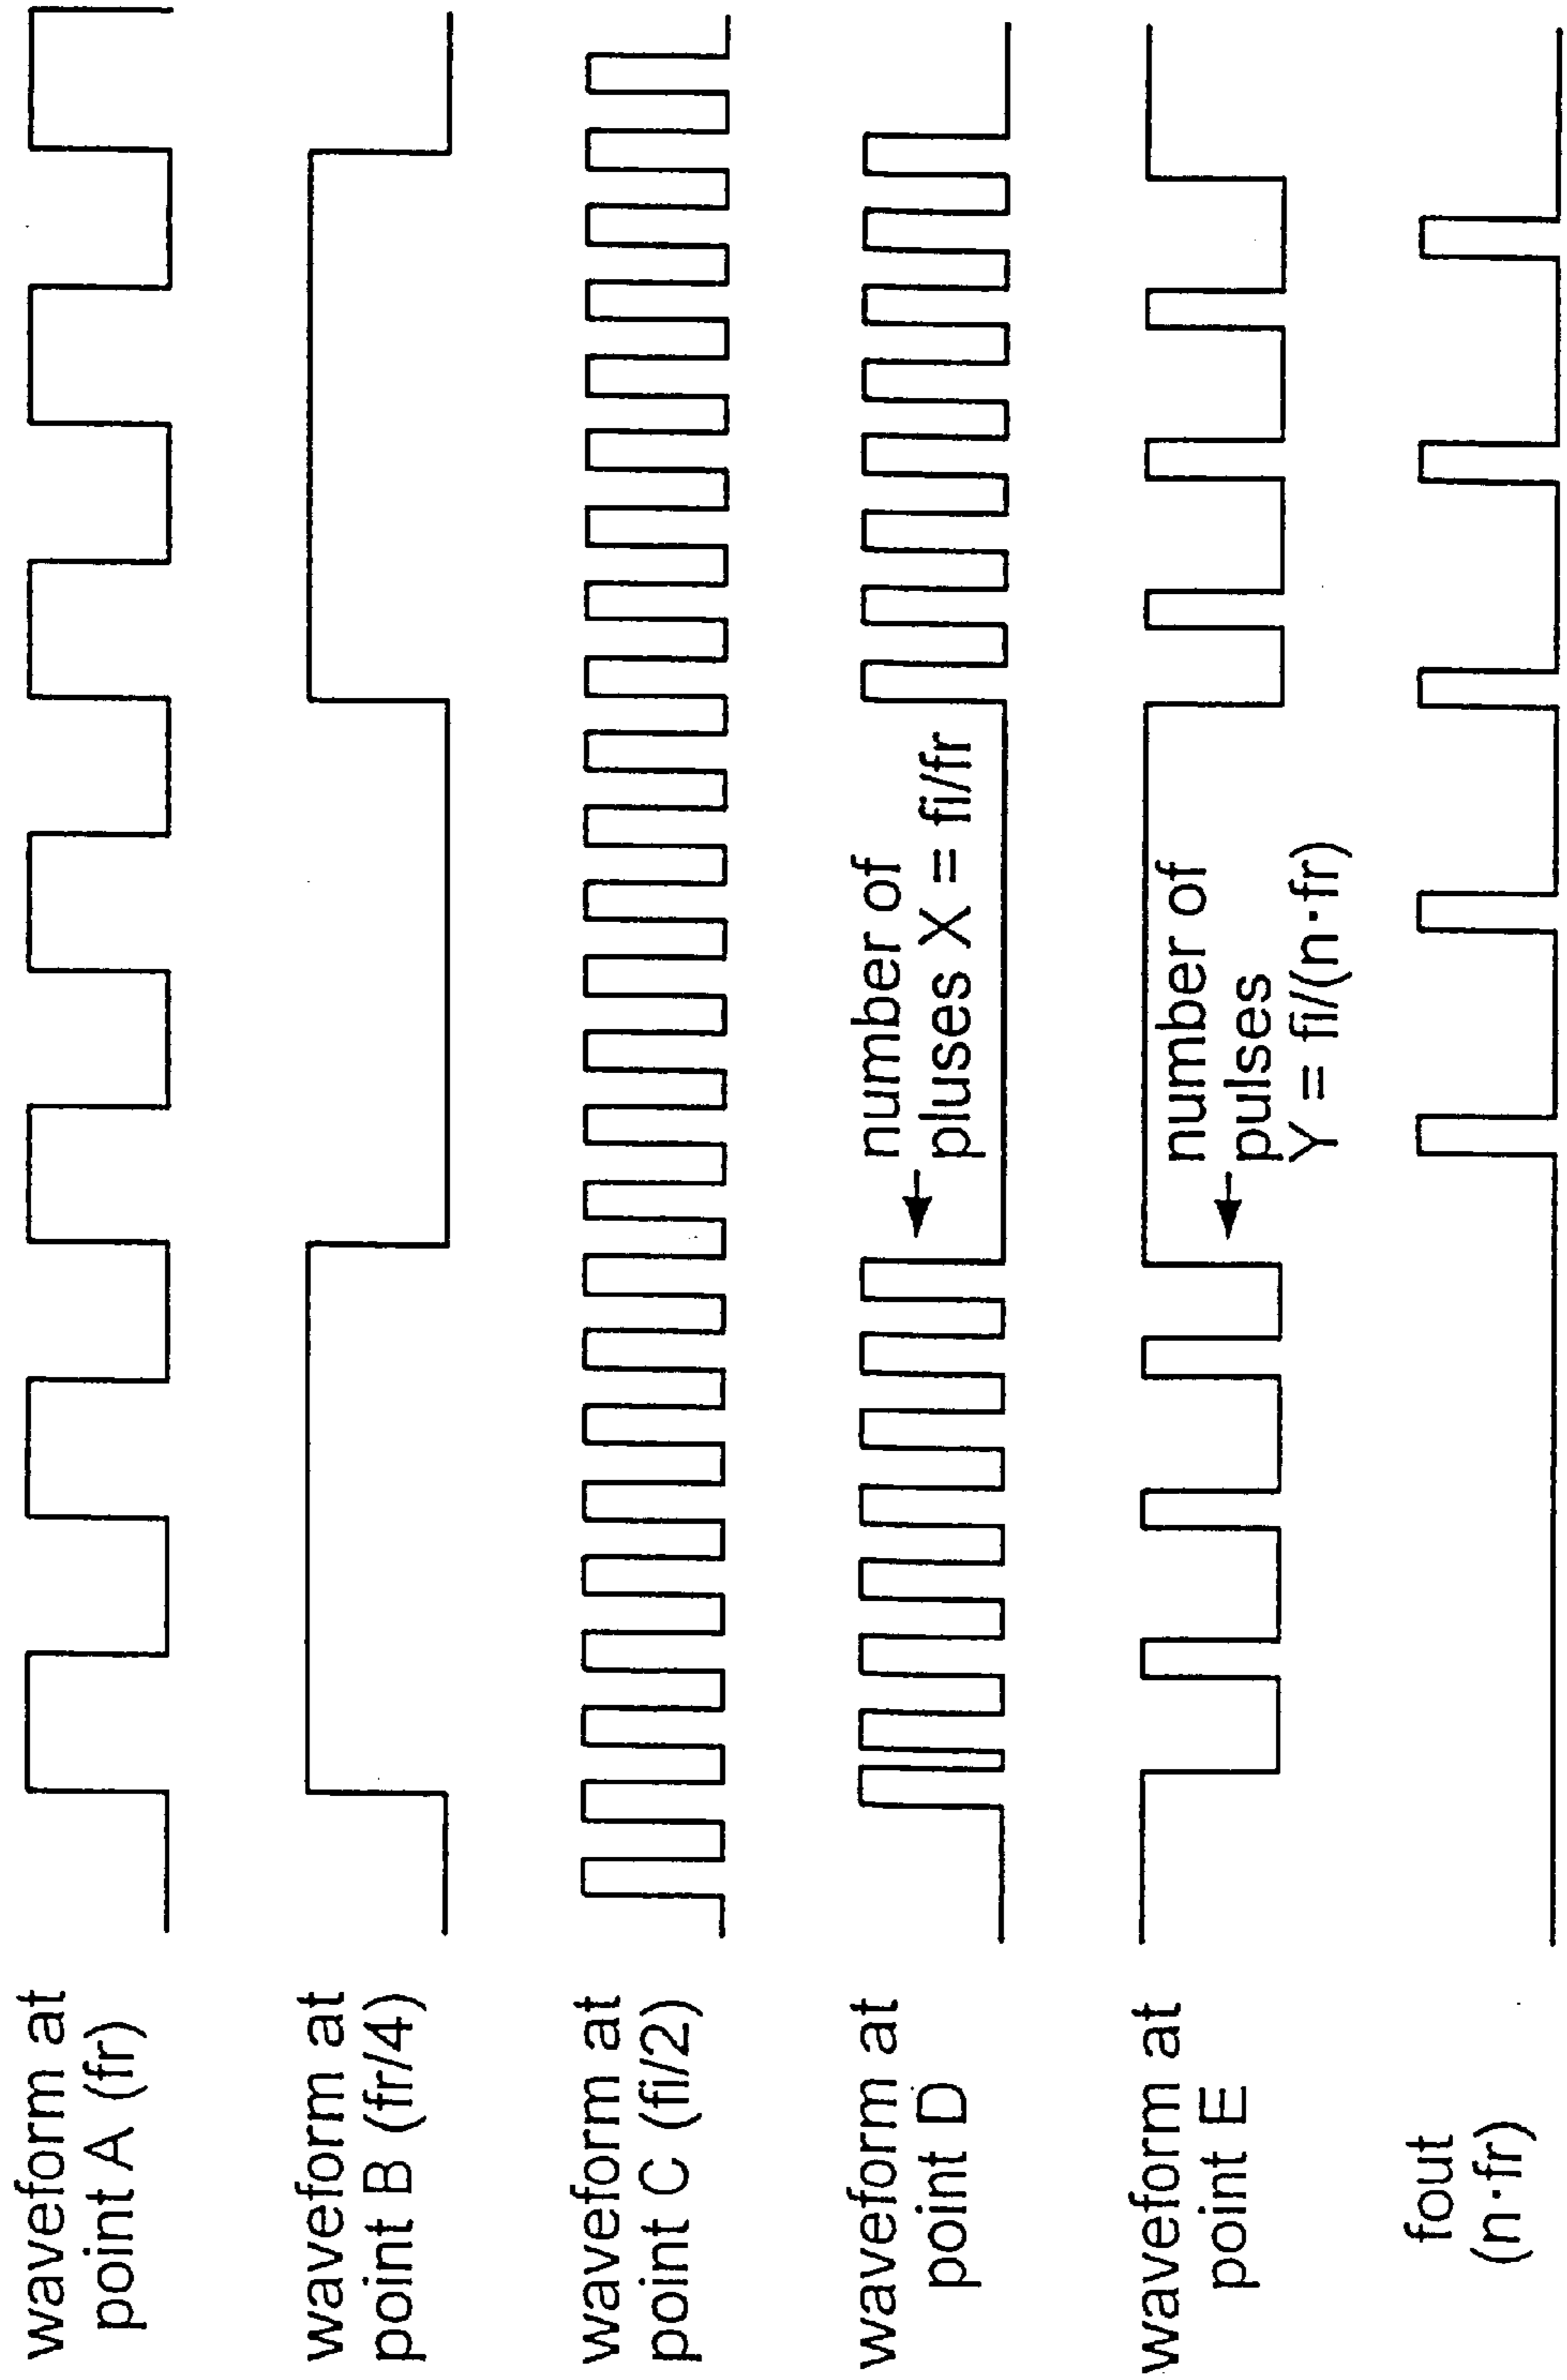 waveform at
point A (fr)
waveform at
point B (fr/4)
waveform at
point C (fi/2)
waveform at
point D
number of
pluses X = fi/fr
waveform at
point E
number of
pulses
Y = fi/(n·fr)
fout
(n·fr)